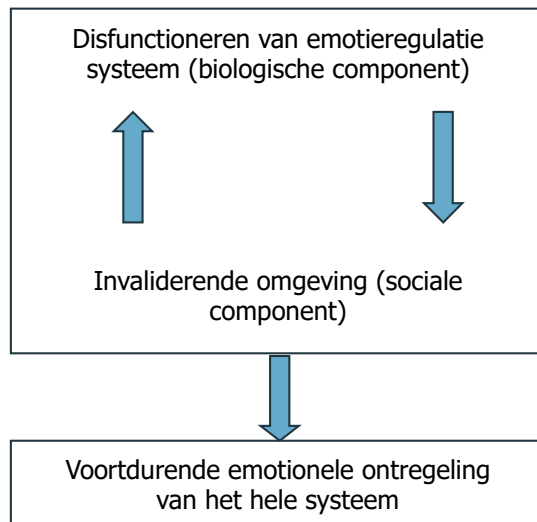 Disfunctioneren van emotieregulatie
systeem (biologische component)
Invaliderende omgeving (sociale
component)
Voortdurende emotionele ontregeling
van het hele systeem